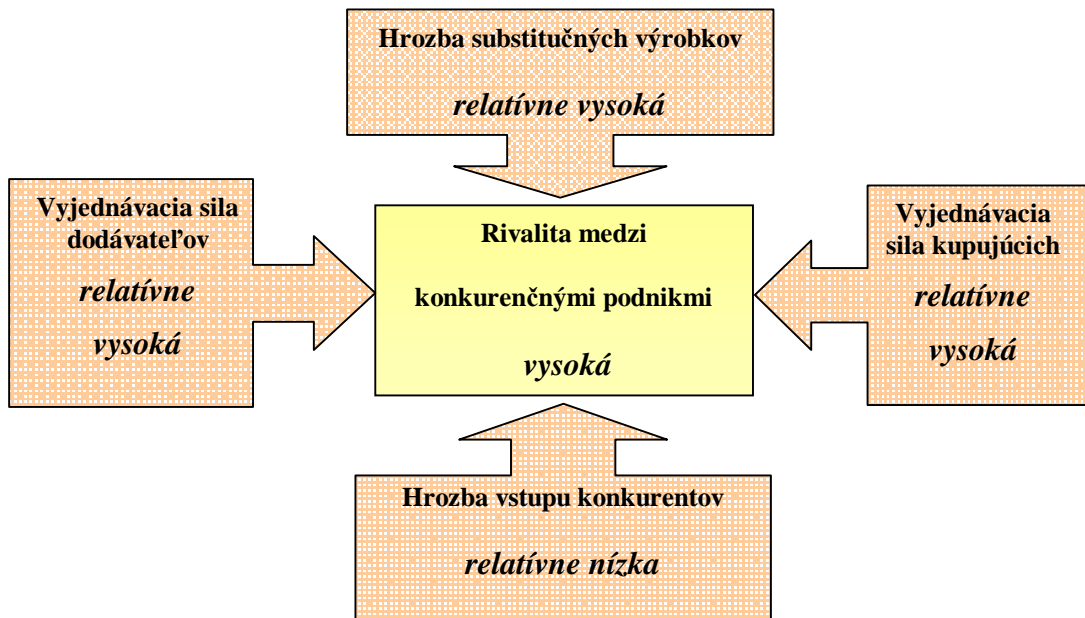 Hrozba substitučných výrobkov
relatívne vysoká
Vyjednávacia sila
dodávateľov
relatívne
vysoká
Rivalita medzi
konkurenčnými podnikmi
vysoká
Vyjednávacia
sila kupujúcich
relatívne
vysoká
Hrozba vstupu konkurentov
relatívne nízka